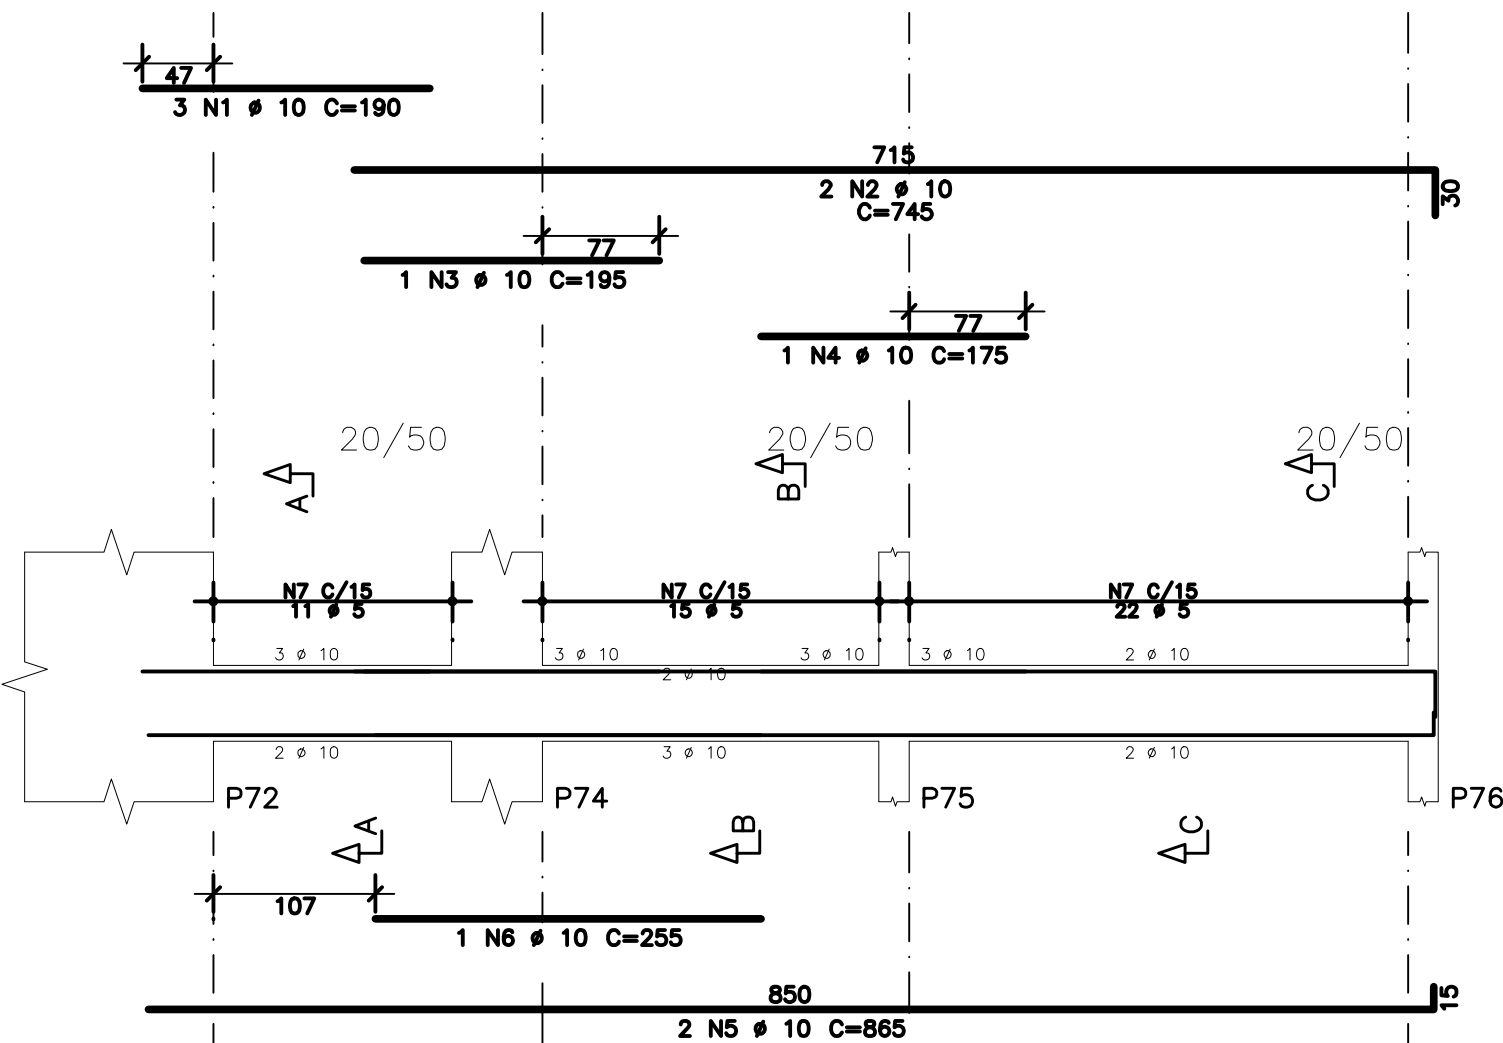 47
3 N1 ø 10 C=190
715
2 N2 ø 10
C=745
30
77
1 N3 ø 10 C=195
77
1 N4 ø 10 C=175
20/50 20/50 20/50
A B C
N7 C/15 N7 C/15 N7 C/15
11 ø 5 15 ø 5 22 ø 5
3 ø 10 3 ø 10 3 ø 10 3 ø 10 2 ø 10
2 ø 10
2 ø 10 3 ø 10 2 ø 10
P72 P74 P75 P76
A B C
107
1 N6 ø 10 C=255
850
15
2 N5 ø 10 C=865